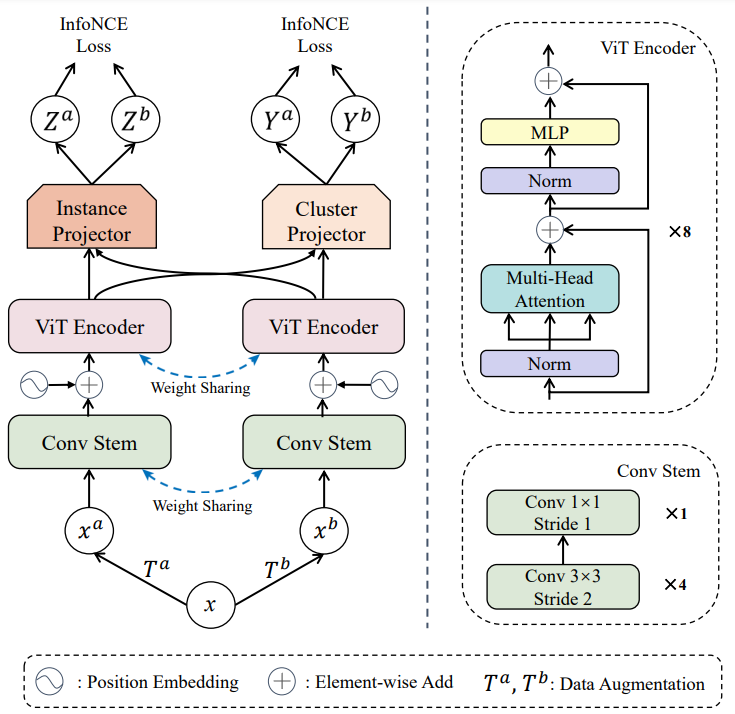 InfoNCE
Loss
InfoNCE
Loss
Z^a
Z^b
Y^a
Y^b
Instance
Projector
Cluster
Projector
ViT Encoder
ViT Encoder
Weight Sharing
Conv Stem
Conv Stem
Weight Sharing
x^a
x^b
T^a
T^b
x
ViT Encoder
MLP
Norm
×8
Multi-Head
Attention
Norm
Conv Stem
Conv 1×1
Stride 1
×1
Conv 3×3
Stride 2
×4
: Position Embedding
: Element-wise Add
T^a, T^b: Data Augmentation